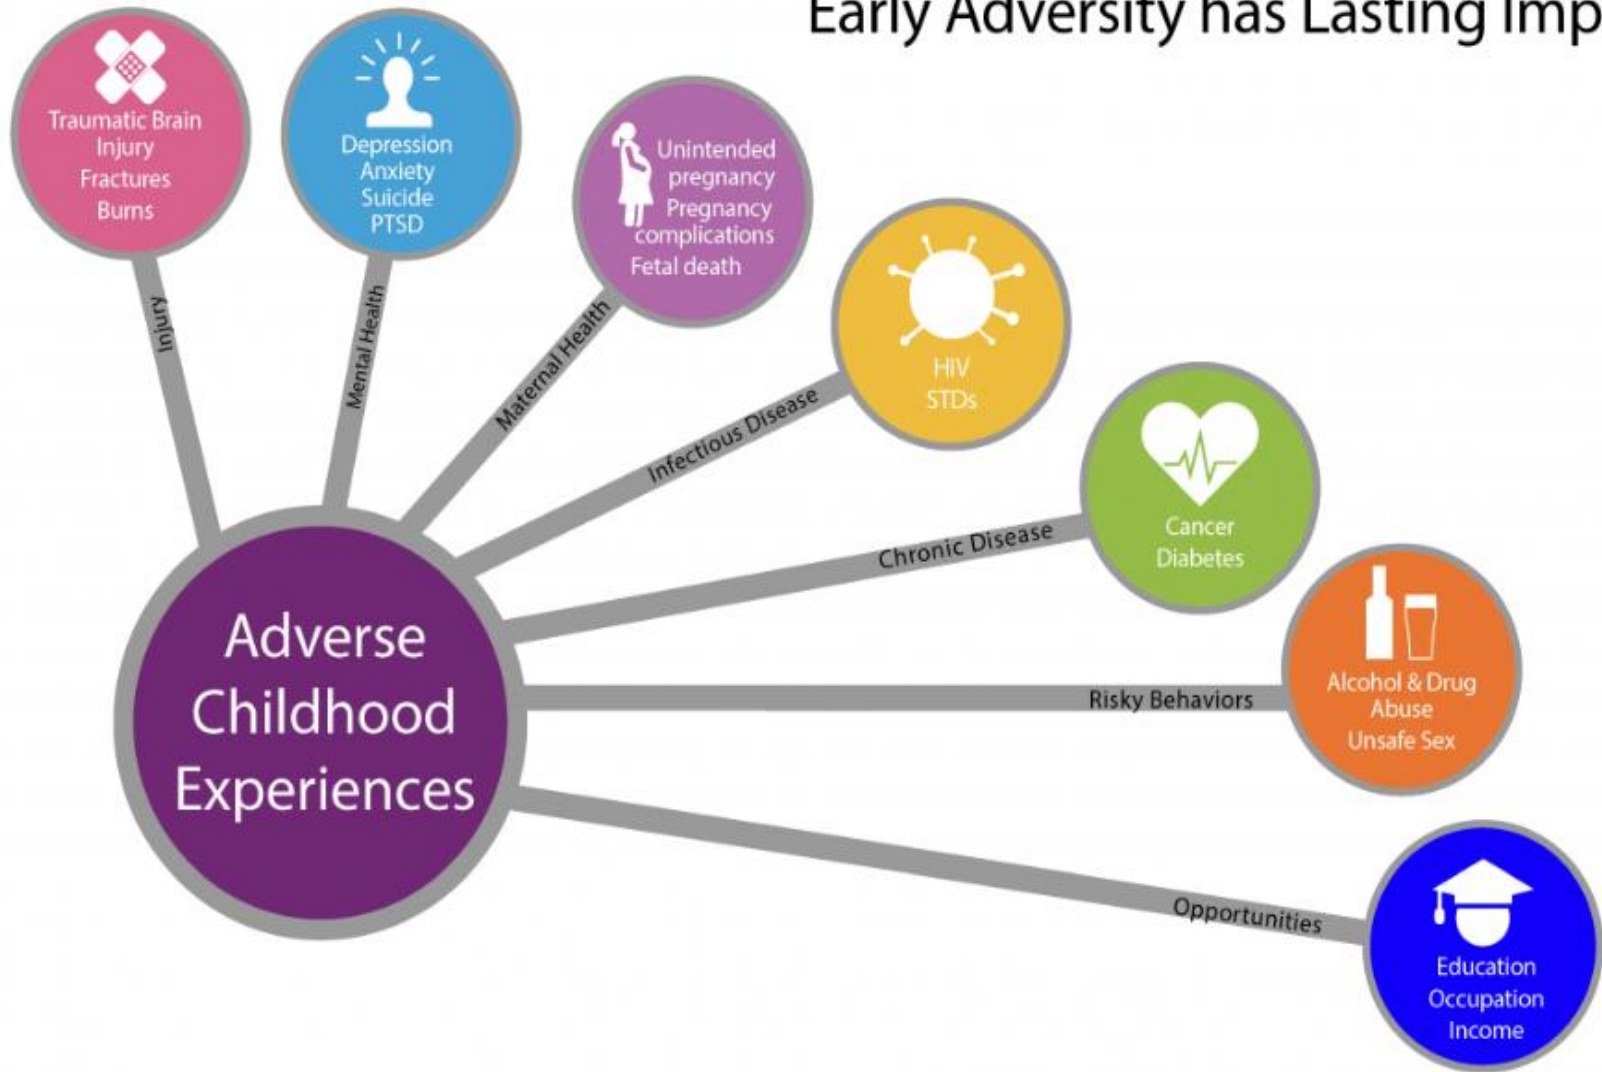 Early Adversity has Lasting Imp
Traumatic Brain
Injury
Fractures
Burns
Injury
Depression
Anxiety
Suicide
PTSD
Mental Health
Unintended
pregnancy
Pregnancy
complications
Fetal death
Maternal Health
HIV
STDs
Infectious Disease
Cancer
Diabetes
Chronic Disease
Alcohol & Drug
Abuse
Unsafe Sex
Risky Behaviors
Education
Occupation
Income
Opportunities
Adverse
Childhood
Experiences